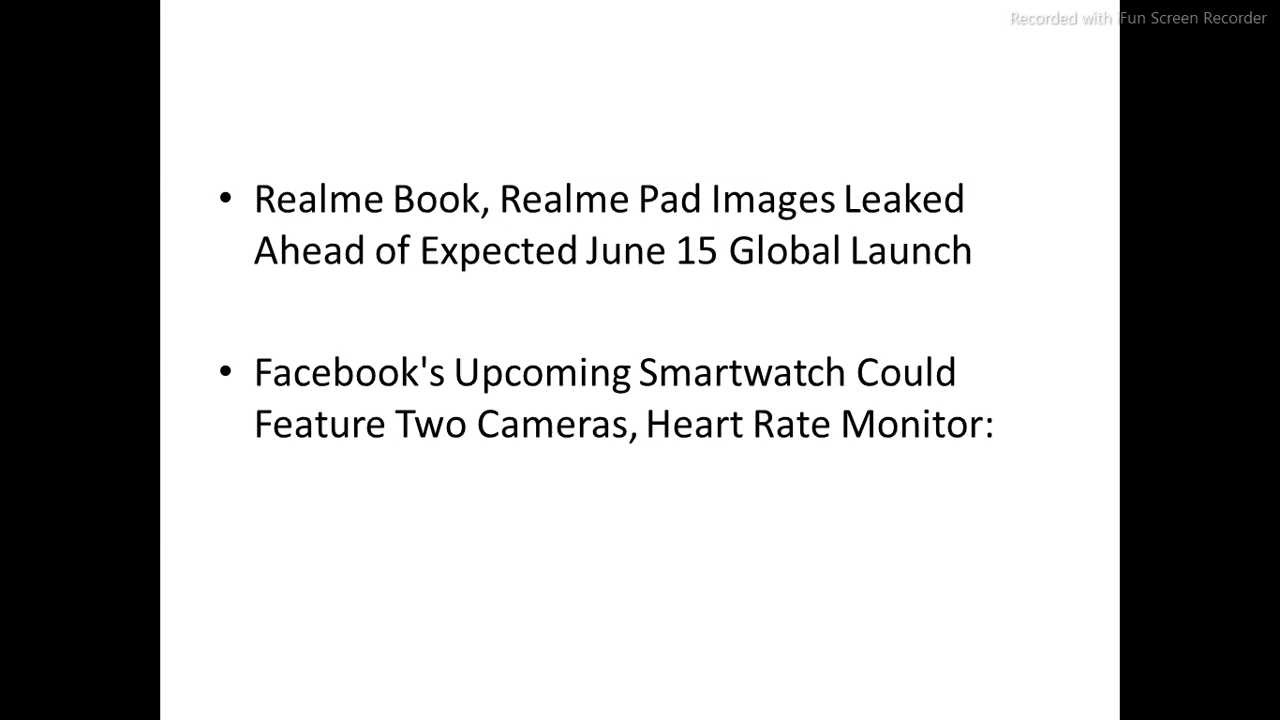 Recorded with iFun Screen Recorder
• Realme Book, Realme Pad Images Leaked
Ahead of Expected June 15 Global Launch
• Facebook's Upcoming Smartwatch Could
Feature Two Cameras, Heart Rate Monitor: